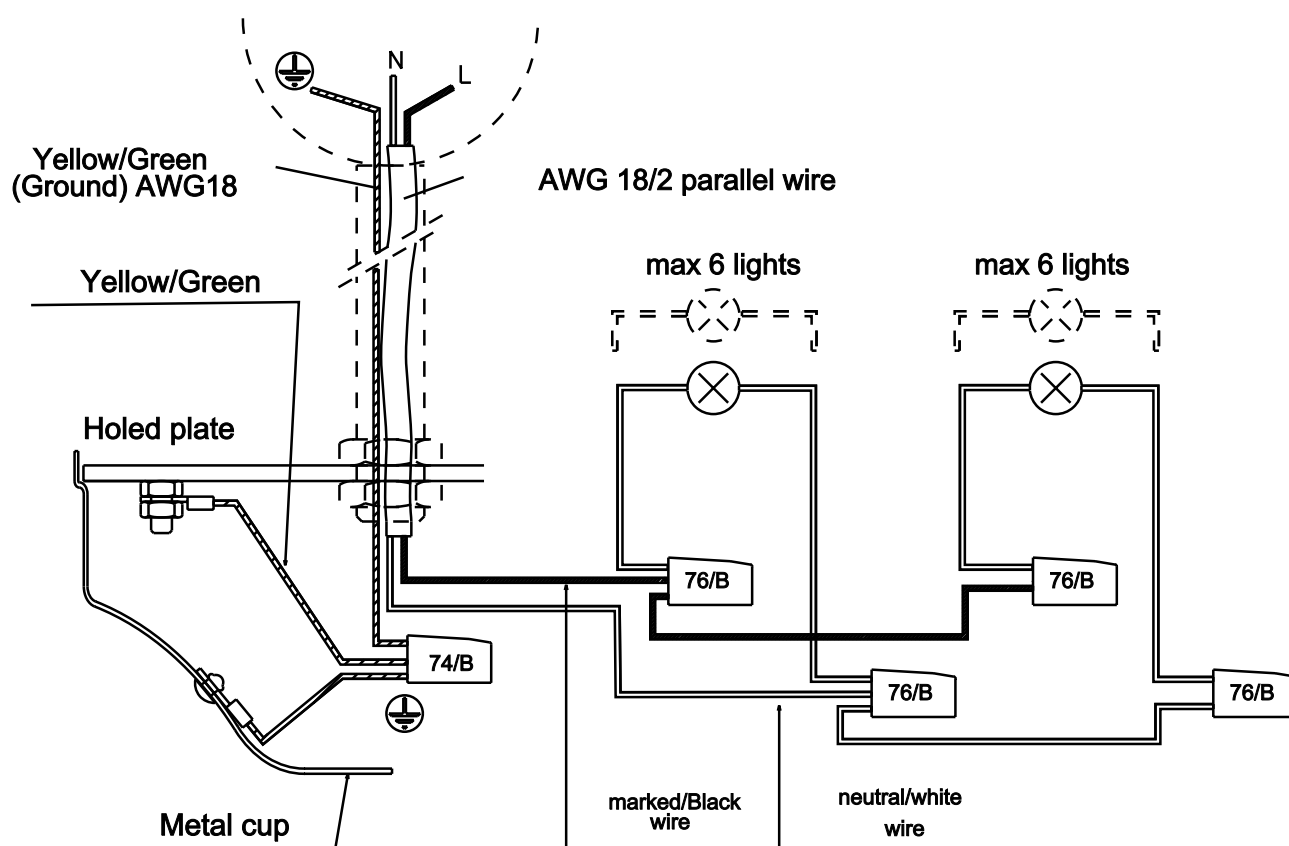 N
L
Yellow/Green
(Ground) AWG18
AWG 18/2 parallel wire
Yellow/Green
max 6 lights
max 6 lights
Holed plate
76/B
76/B
74/B
76/B
76/B
marked/Black
wire
neutral/white
wire
Metal cup